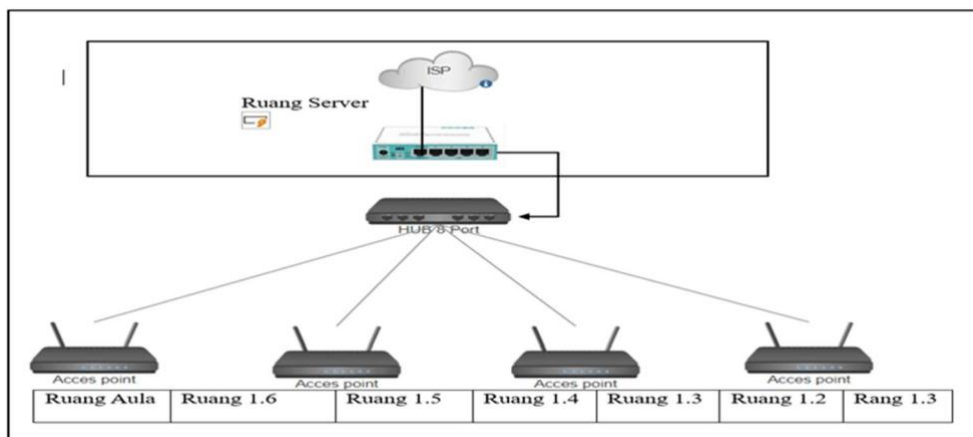 ISP
Ruang Server
HUB 8 Port
Acces point
Acces point
Acces point
Acces point
Ruang Aula
Ruang 1.6
Ruang 1.5
Ruang 1.4
Ruang 1.3
Ruang 1.2
Rang 1.3